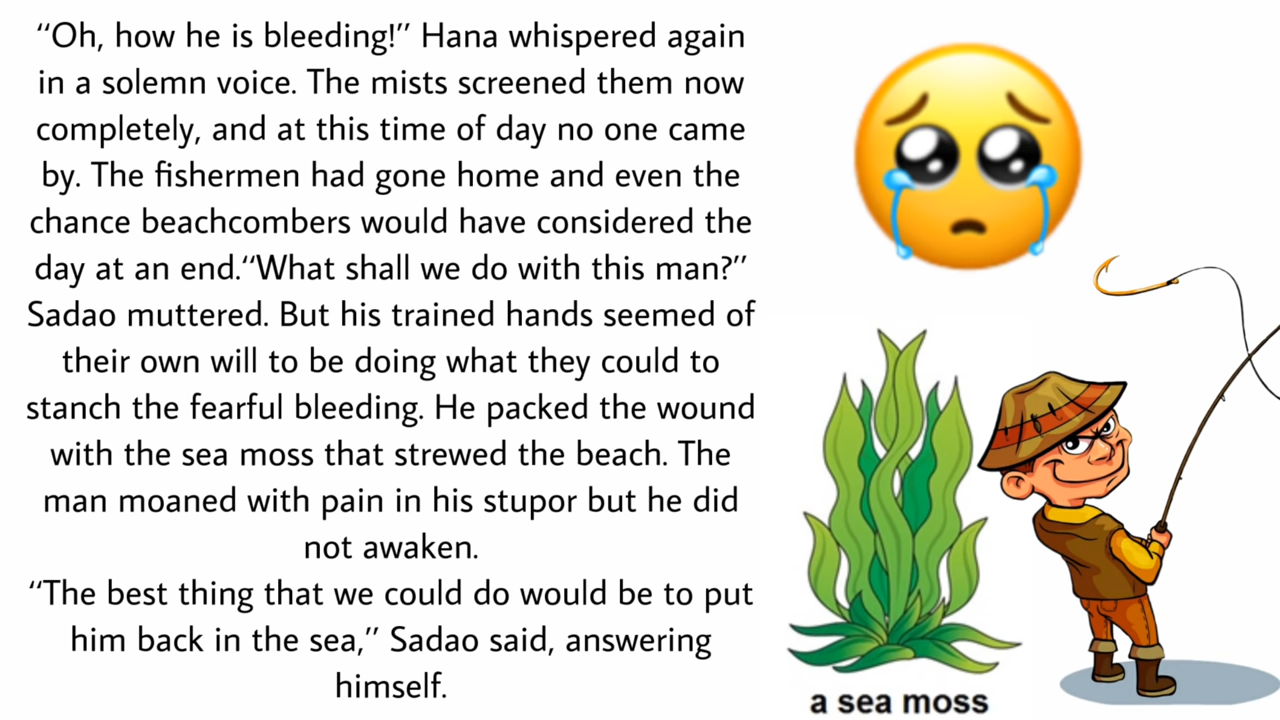 “Oh, how he is bleeding!” Hana whispered again
in a solemn voice. The mists screened them now
completely, and at this time of day no one came
by. The fishermen had gone home and even the
chance beachcombers would have considered the
day at an end.“What shall we do with this man?”
Sadao muttered. But his trained hands seemed of
their own will to be doing what they could to
stanch the fearful bleeding. He packed the wound
with the sea moss that strewed the beach. The
man moaned with pain in his stupor but he did
not awaken.
“The best thing that we could do would be to put
him back in the sea,” Sadao said, answering
himself.
a sea moss